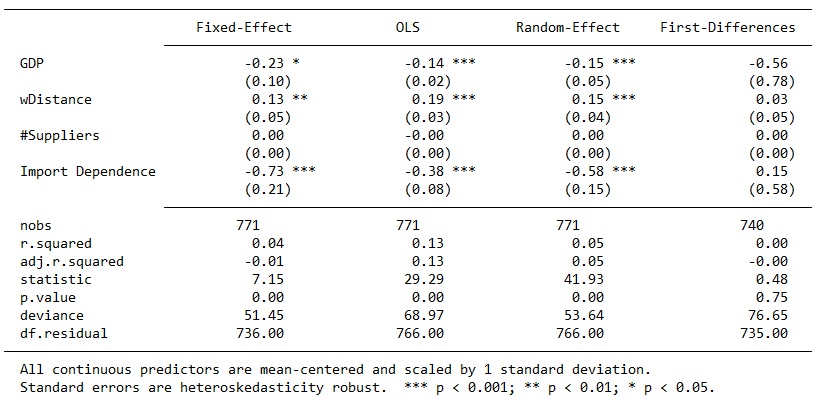 Fixed-Effect OLS Random-Effect First-Differences
GDP -0.23 * -0.14 *** -0.15 *** -0.56
(0.10) (0.02) (0.05) (0.78)
wDistance 0.13 ** 0.19 *** 0.15 *** 0.03
(0.05) (0.03) (0.04) (0.05)
#Suppliers 0.00 -0.00 0.00 0.00
(0.00) (0.00) (0.00) (0.00)
Import Dependence -0.73 *** -0.38 *** -0.58 *** 0.15
(0.21) (0.08) (0.15) (0.58)
nobs 771 771 771 740
r.squared 0.04 0.13 0.05 0.00
adj.r.squared -0.01 0.13 0.05 -0.00
statistic 7.15 29.29 41.93 0.48
p.value 0.00 0.00 0.00 0.75
deviance 51.45 68.97 53.64 76.65
df.residual 736.00 766.00 766.00 735.00
All continuous predictors are mean-centered and scaled by 1 standard deviation.
Standard errors are heteroskedasticity robust. *** p < 0.001; ** p < 0.01; * p < 0.05.